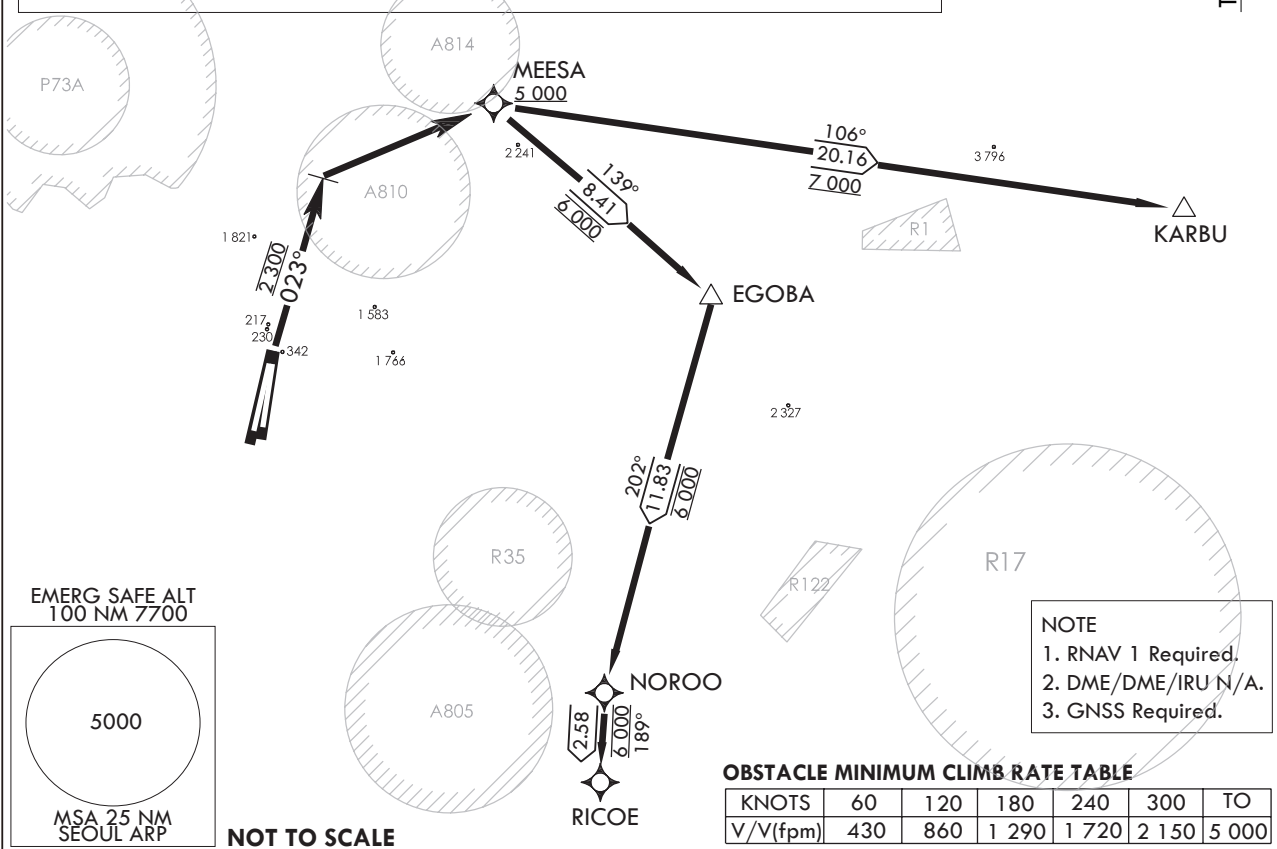 P73A
A814
MEESA
5 000
A810
2 241
106°
20.16
7 000
3 796
139°
8.41
6 000
R1
KARBU
1 821
2 300
023°
EGOBA
217
230
342
1 583
1 766
2 327
202°
11.83
6 000
R35
R17
R122
EMERG SAFE ALT
100 NM 7700
5000
MSA 25 NM
SEOUL ARP
A805
NOROO
2.58
6 000
189°
RICOE
NOT TO SCALE
NOTE
1. RNAV 1 Required.
2. DME/DME/IRU N/A.
3. GNSS Required.
OBSTACLE MINIMUM CLIMB RATE TABLE
KNOTS 60 120 180 240 300 TO
V/V(fpm) 430 860 1 290 1 720 2 150 5 000